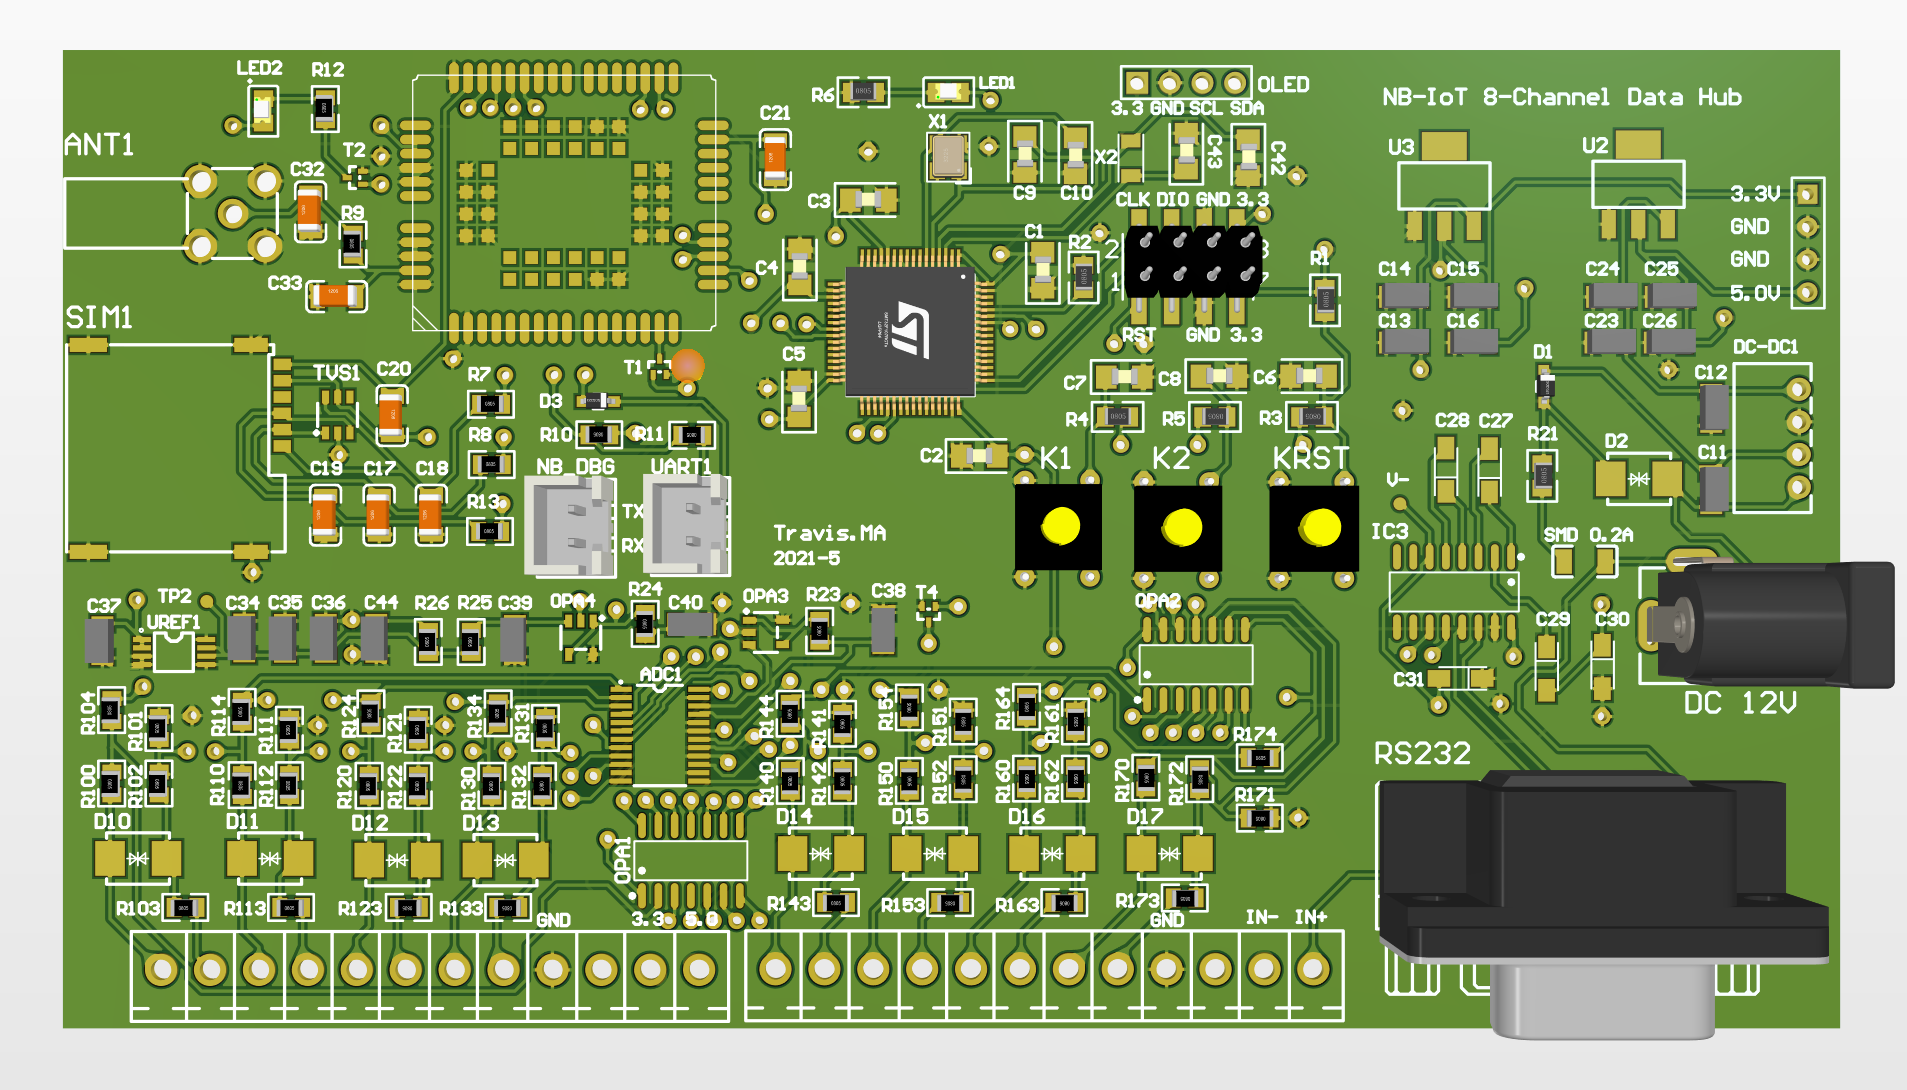 LED2 R12 R6 LED1 OLED
3.3 GND SCL SDA
NB-IoT 8-Channel Data Hub
ANT1 T2 C21 X1 X2 C43 C42 U3 U2
C32 C9 C10
R9 C3 CLK DIO GND 3.3 3.3V
C33 C4 C1 R2 2 1 R1 GND
GND
5.0V
C14 C15 C24 C25
SIM1 C13 C16 C23 C26
RST GND 3.3
TVS1 C20 R7 T1 C5 C7 C8 C6 D1 DC-DC1
D3 C12
R8 R10 R11 R4 R5 R3 C28 C27 R21 D2
C19 C17 C18 NB_DBG UART1 C2 K1 K2 KRST C11
V-
R13 TX
RX
Travis.MA
2021-5
IC3 SMD 0.2A
C37 TP2 C34 C35 C36 C44 R26 R25 C39 OPA4 R24 C40 OPA3 R23 C38 T4 OPA2 C29 C30
UREF1
ADC1 C31 DC 12V
R104 R101 R114 R111 R124 R121 R134 R131 R144 R141 R154 R151 R164 R161 R174
RS232
R100 R102 R110 R112 R120 R122 R130 R132 R140 R142 R150 R152 R160 R162 R170 R172 R171
D10 D11 D12 D13 D14 D15 D16 D17
OPA1
R103 R113 R123 R133 R143 R153 R163 R173
GND 3.3 5.0 GND IN- IN+